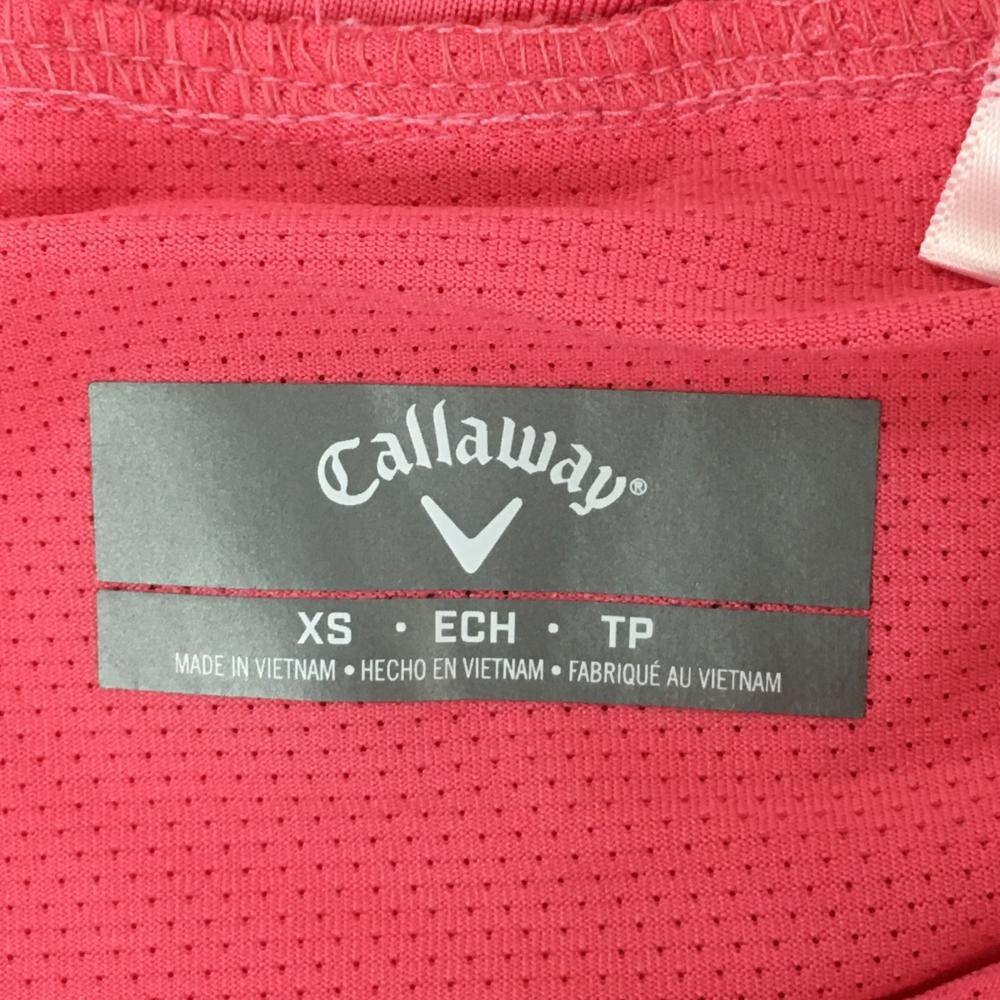 Callaway®
XS • ECH • TP
MADE IN VIETNAM • HECHO EN VIETNAM • FABRIQUÉ AU VIETNAM